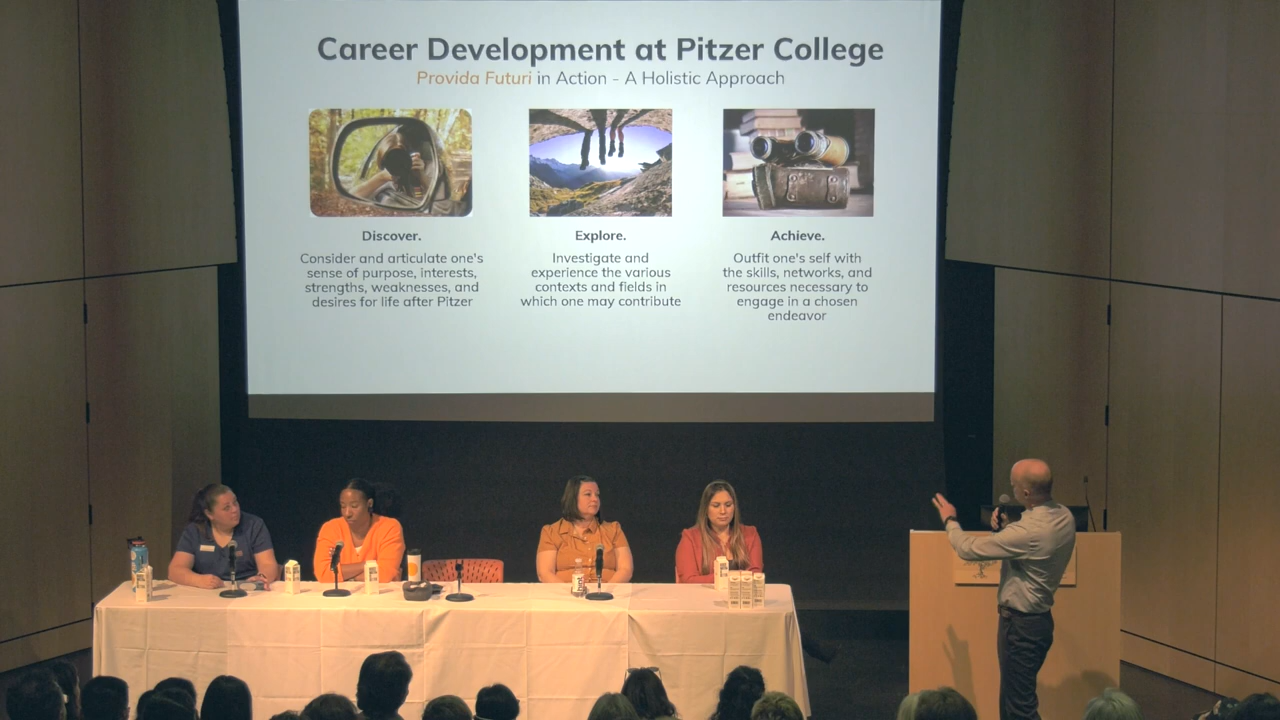 Career Development at Pitzer College
Provida Futuri in Action - A Holistic Approach
Discover.
Consider and articulate one's
sense of purpose, interests,
strengths, weaknesses, and
desires for life after Pitzer
Explore.
Investigate and
experience the various
contexts and fields in
which one may contribute
Achieve.
Outfit one's self with
the skills, networks, and
resources necessary to
engage in a chosen
endeavor